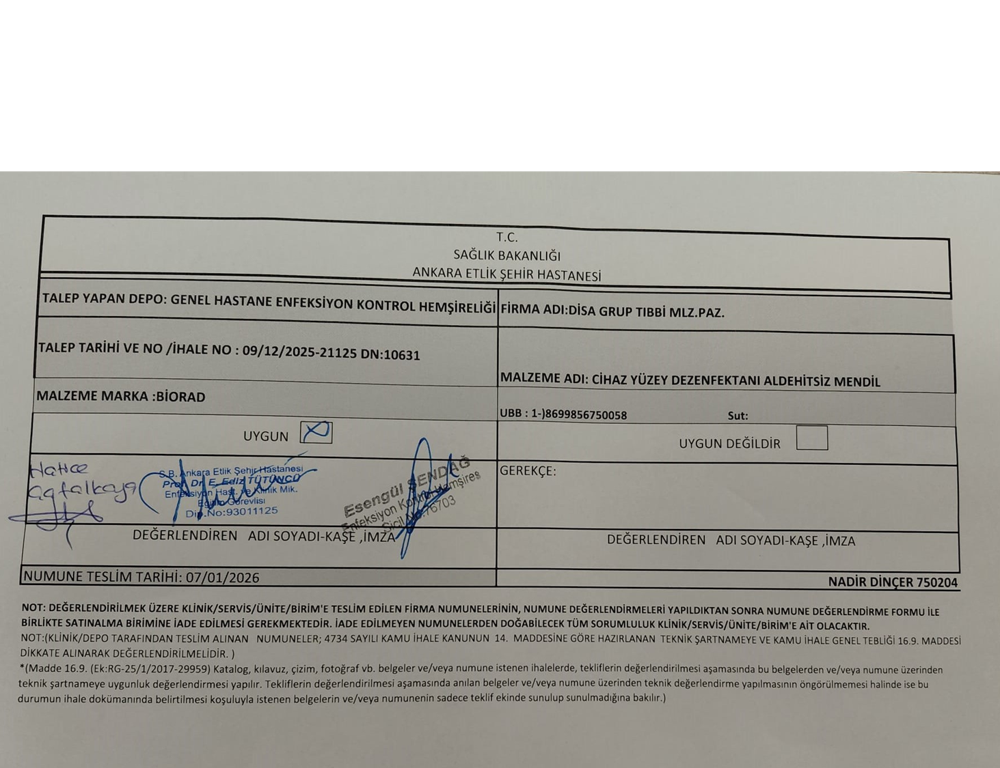 T.C.
SAĞLIK BAKANLIĞI
ANKARA ETLİK ŞEHİR HASTANESİ
TALEP YAPAN DEPO: GENEL HASTANE ENFEKSİYON KONTROL HEMŞİRELİĞİ
FİRMA ADI:DİSA GRUP TIBBİ MLZ.PAZ.
TALEP TARİHİ VE NO /İHALE NO : 09/12/2025-21125 DN:10631
MALZEME ADI: CİHAZ YÜZEY DEZENFEKTANI ALDEHİTSİZ MENDİL
MALZEME MARKA :BİORAD
UBB : 1-)8699856750058 Sut:
UYGUN
UYGUN DEĞİLDİR
Hatice
S.B. Ankara Etlik Şehir Hastanesi
Prof. Dr. E. Ediz TÜTÜNCÜ
Enfeksiyon Hast. ve Klinik Mik.
Eğitim Görevlisi
Dip.No:93011125
Esengül ŞENDAĞ
Enfeksiyon Kontrol Hemşires
Sicil No:76703
GEREKÇE:
DEĞERLENDİREN ADI SOYADI-KAŞE ,İMZA
DEĞERLENDİREN ADI SOYADI-KAŞE ,İMZA
NUMUNE TESLİM TARİHİ: 07/01/2026
NADİR DİNÇER 750204
NOT: DEĞERLENDİRİLMEK ÜZERE KLİNİK/SERVİS/ÜNİTE/BİRİM'E TESLİM EDİLEN FİRMA NUMUNELERİNİN, NUMUNE DEĞERLENDİRMELERİ YAPILDIKTAN SONRA NUMUNE DEĞERLENDİRME FORMU İLE
BİRLİKTE SATINALMA BİRİMİNE İADE EDİLMESİ GEREKMEKTEDİR. İADE EDİLMEYEN NUMUNELERDEN DOĞABİLECEK TÜM SORUMLULUK KLİNİK/SERVİS/ÜNİTE/BİRİM'E AİT OLACAKTIR.
NOT:(KLİNİK/DEPO TARAFINDAN TESLİM ALINAN NUMUNELER; 4734 SAYILI KAMU İHALE KANUNUN 14. MADDESİNE GÖRE HAZIRLANAN TEKNİK ŞARTNAMEYE VE KAMU İHALE GENEL TEBLİĞİ 16.9. MADDESİ
DİKKATE ALINARAK DEĞERLENDİRİLMELİDİR. )
*(Madde 16.9. (Ek:RG-25/1/2017-29959) Katalog, kılavuz, çizim, fotoğraf vb. belgeler ve/veya numune istenen ihalelerde, tekliflerin değerlendirilmesi aşamasında bu belgelerden ve/veya numune üzerinden
teknik şartnameye uygunluk değerlendirmesi yapılır. Tekliflerin değerlendirilmesi aşamasında anılan belgeler ve/veya numune üzerinden teknik değerlendirme yapılmasının öngörülmemesi halinde ise bu
durumun ihale dokümanında belirtilmesi koşuluyla istenen belgelerin ve/veya numunenin sadece teklif ekinde sunulup sunulmadığına bakılır.)